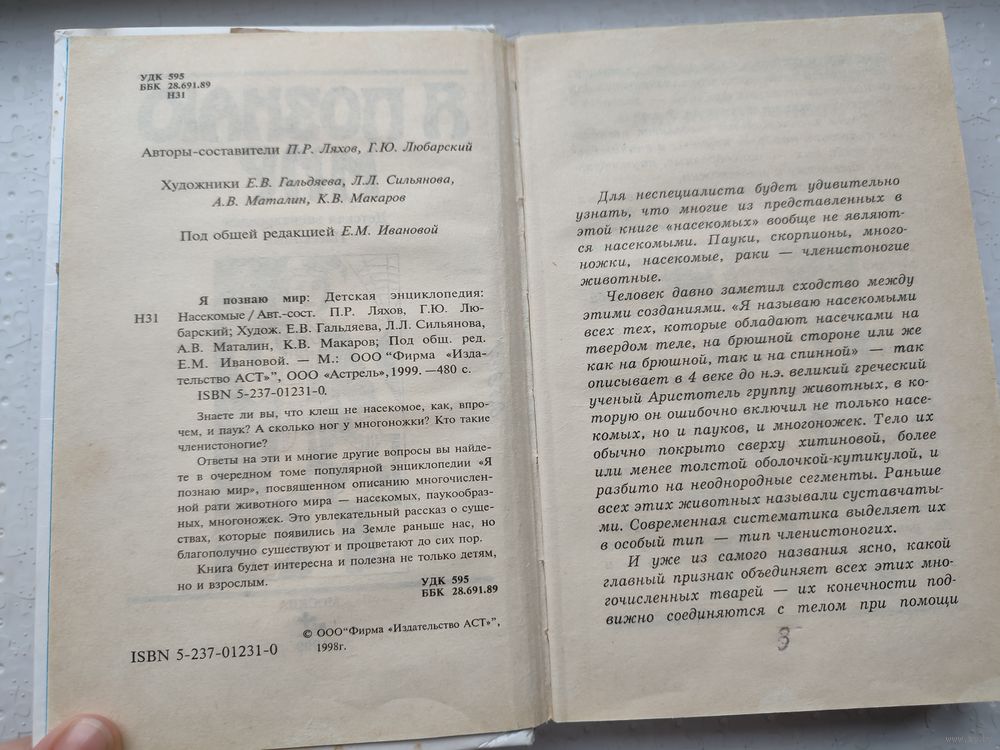 УДК 595
ББК 28.691.89
Н31
Авторы-составители П.Р. Ляхов, Г.Ю. Любарский
Художники Е.В. Гальдяева, Л.Л. Сильянова,
А.В. Маталин, К.В. Макаров
Под общей редакцией Е.М. Ивановой
Я познаю мир: Детская энциклопедия:
Н31 Насекомые / Авт.-сост. П.Р. Ляхов, Г.Ю. Лю-
барский; Худож. Е.В. Гальдяева, Л.Л. Сильянова,
А.В. Маталин, К.В. Макаров; Под общ. ред.
Е.М. Ивановой. — М.: ООО “Фирма «Изда-
тельство АСТ»”, ООО «Астрель», 1999. —480 с.
ISBN 5-237-01231-0.
Знаете ли вы, что клещ не насекомое, как, впро-
чем, и паук? А сколько ног у многоножки? Кто такие
членистоногие?
Ответы на эти и многие другие вопросы вы найде-
те в очередном томе популярной энциклопедии «Я
познаю мир», посвященном описанию многочислен-
ной рати животного мира — насекомых, паукообраз-
ных, многоножек. Это увлекательный рассказ о суще-
ствах, которые появились на Земле раньше нас, но
благополучно существуют и процветают до сих пор.
Книга будет интересна и полезна не только детям,
но и взрослым.
УДК 595
ББК 28.691.89
© ООО“Фирма «Издательство АСТ»”,
1998г.
ISBN 5-237-01231-0
Для неспециалиста будет удивительно
узнать, что многие из представленных в
этой книге «насекомых» вообще не являют-
ся насекомыми. Пауки, скорпионы, много-
ножки, насекомые, раки — членистоногие
животные.
Человек давно заметил сходство между
этими созданиями. «Я называю насекомыми
всех тех, которые обладают насечками на
твердом теле, на брюшной стороне или же
как на брюшной, так и на спинной» — так
описывает в 4 веке до н.э. великий греческий
ученый Аристотель группу животных, в ко-
торую он ошибочно включил не только насе-
комых, но и пауков, и многоножек. Тело их
обычно покрыто сверху хитиновой, более
или менее толстой оболочкой-кутикулой, и
разбито на неоднородные сегменты. Раньше
всех этих животных называли суставчаты-
ми. Современная систематика выделяет их
в особый тип — тип членистоногих.
И уже из самого названия ясно, какой
главный признак объединяет всех этих мно-
гочисленных тварей — их конечности под-
вижно соединяются с телом при помощи
3